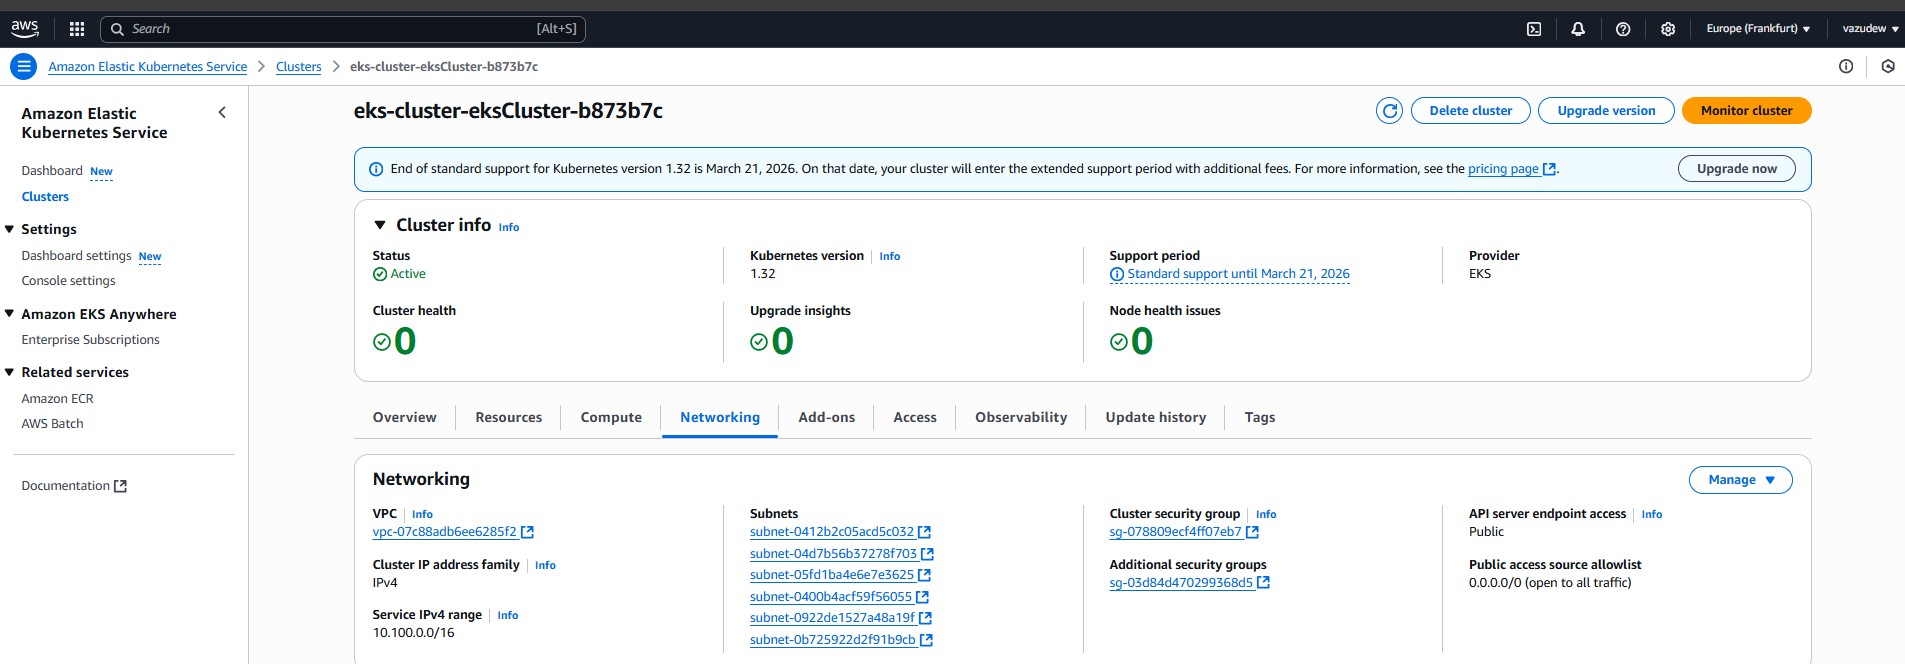 aws
Search [Alt+S]
Europe (Frankfurt)
vazudew
Amazon Elastic Kubernetes Service > Clusters > eks-cluster-eksCluster-b873b7c
Amazon Elastic
Kubernetes Service
Dashboard New
Clusters
Settings
Dashboard settings New
Console settings
Amazon EKS Anywhere
Enterprise Subscriptions
Related services
Amazon ECR
AWS Batch
Documentation
eks-cluster-eksCluster-b873b7c
Delete cluster
Upgrade version
Monitor cluster
End of standard support for Kubernetes version 1.32 is March 21, 2026. On that date, your cluster will enter the extended support period with additional fees. For more information, see the pricing page.
Upgrade now
Cluster info Info
Status
Active
Kubernetes version Info
1.32
Support period
Standard support until March 21, 2026
Provider
EKS
Cluster health
0
Upgrade insights
0
Node health issues
0
Overview
Resources
Compute
Networking
Add-ons
Access
Observability
Update history
Tags
Networking
Manage
VPC Info
vpc-07c88adb6ee6285f2
Cluster IP address family Info
IPv4
Service IPv4 range Info
10.100.0.0/16
Subnets
subnet-0412b2c05acd5c032
subnet-04d7b56b37278f703
subnet-05fd1ba4e6e7e3625
subnet-0400b4acf59f56055
subnet-0922de1527a48a19f
subnet-0b725922d2f91b9cb
Cluster security group Info
sg-078809ecf4ff07eb7
Additional security groups
sg-03d84d470299368d5
API server endpoint access Info
Public
Public access source allowlist
0.0.0.0/0 (open to all traffic)